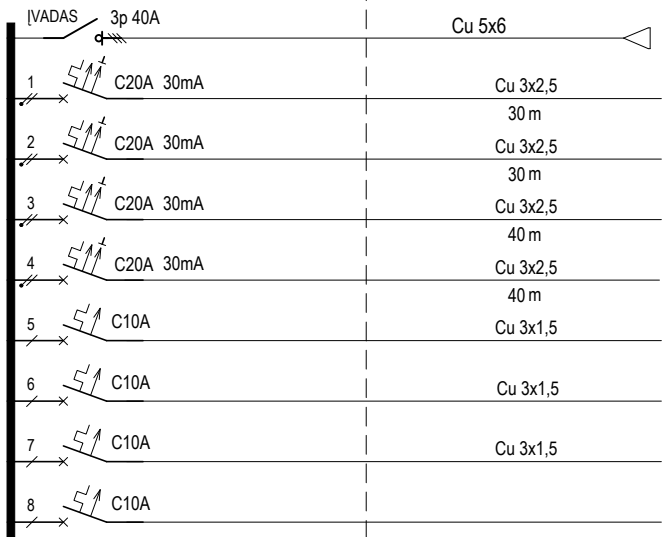 ĮVADAS 3p 40A Cu 5x6
1 C20A 30mA Cu 3x2,5
30 m
2 C20A 30mA Cu 3x2,5
30 m
3 C20A 30mA Cu 3x2,5
40 m
4 C20A 30mA Cu 3x2,5
40 m
5 C10A Cu 3x1,5
6 C10A Cu 3x1,5
7 C10A Cu 3x1,5
8 C10A